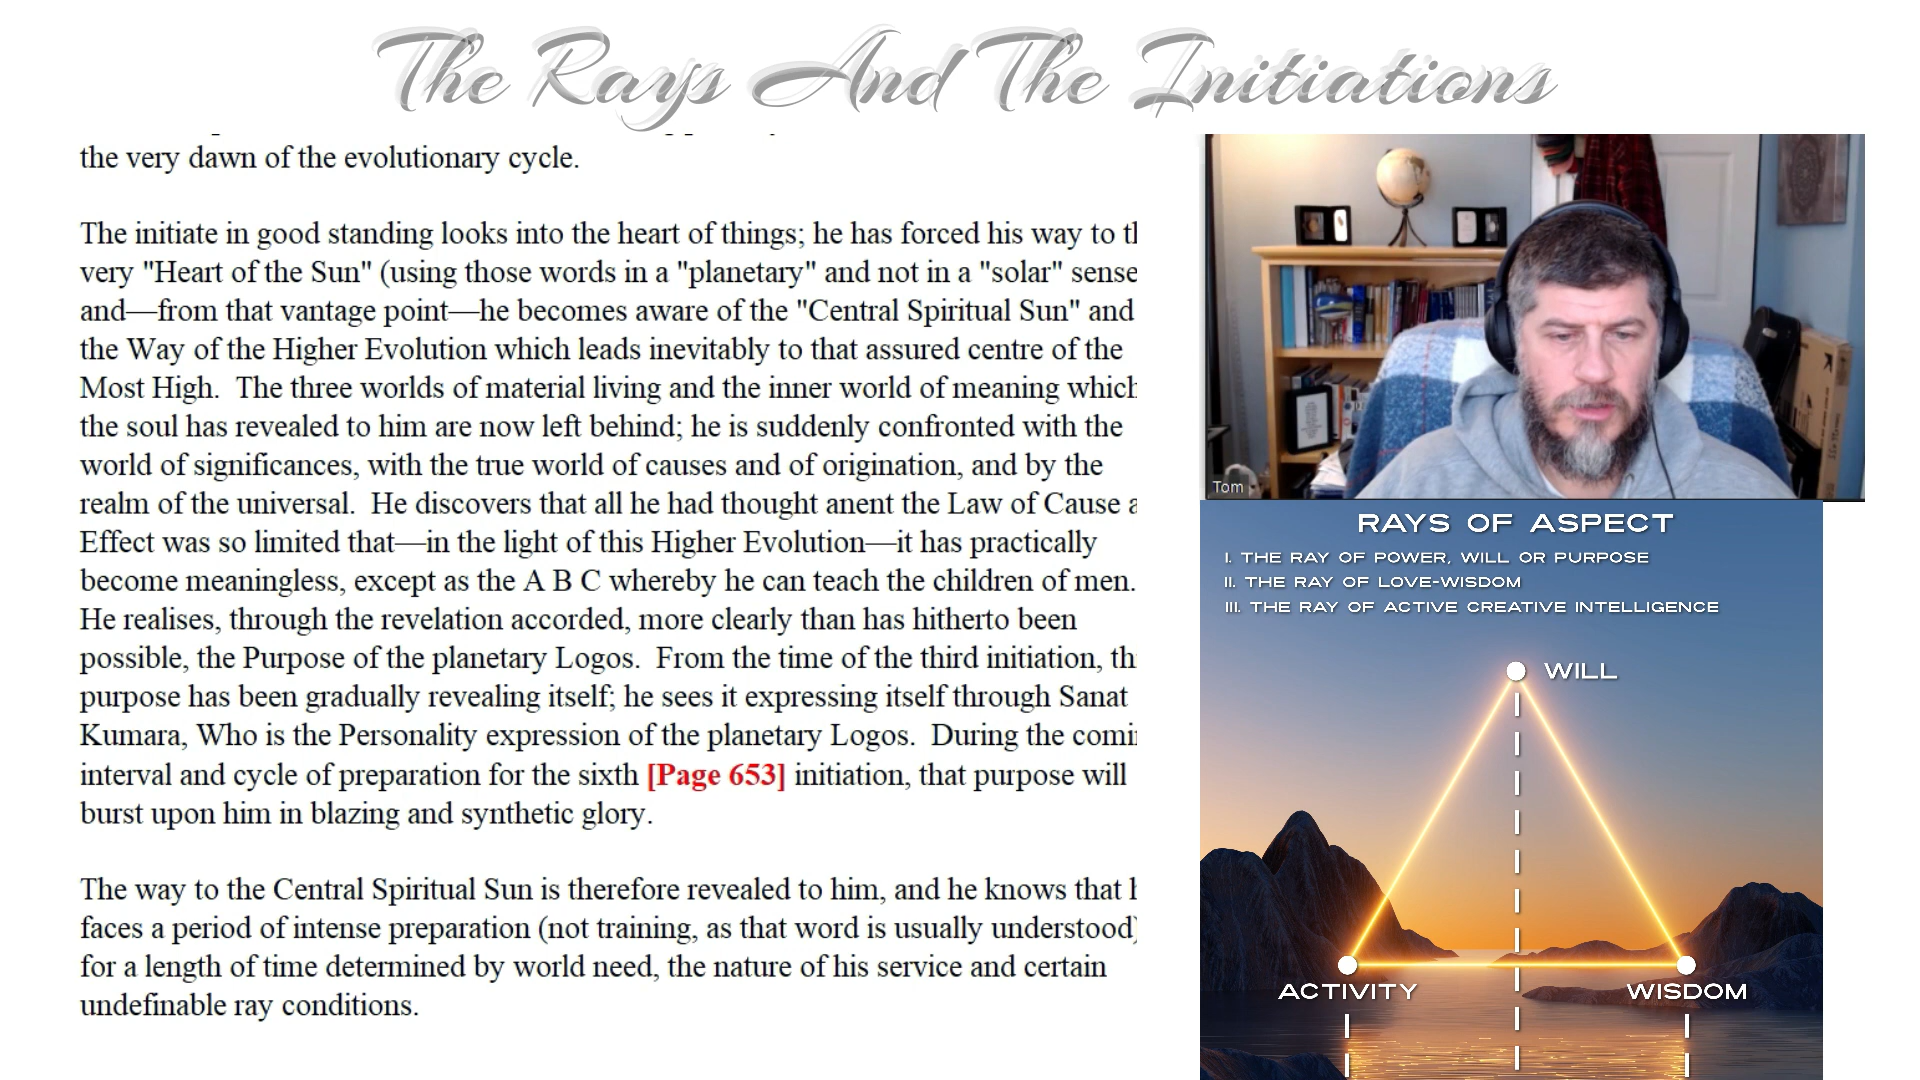 The Rays And The Initiations
the very dawn of the evolutionary cycle.
The initiate in good standing looks into the heart of things; he has forced his way to
very "Heart of the Sun" (using those words in a "planetary" and not in a "solar" sense
and—from that vantage point—he becomes aware of the "Central Spiritual Sun" and
the Way of the Higher Evolution which leads inevitably to that assured centre of the
Most High. The three worlds of material living and the inner world of meaning which
the soul has revealed to him are now left behind; he is suddenly confronted with the
world of significances, with the true world of causes and of origination, and by the
realm of the universal. He discovers that all he had thought anent the Law of Cause
Effect was so limited that—in the light of this Higher Evolution—it has practically
become meaningless, except as the A B C whereby he can teach the children of men.
He realises, through the revelation accorded, more clearly than has hitherto been
possible, the Purpose of the planetary Logos. From the time of the third initiation,
purpose has been gradually revealing itself; he sees it expressing itself through Sanat
Kumara, Who is the Personality expression of the planetary Logos. During the
interval and cycle of preparation for the sixth [Page 653] initiation, that purpose will
burst upon him in blazing and synthetic glory.
The way to the Central Spiritual Sun is therefore revealed to him, and he knows that
faces a period of intense preparation (not training, as that word is usually understood)
for a length of time determined by world need, the nature of his service and certain
undefinable ray conditions.
Tom
RAYS OF ASPECT
I. THE RAY OF POWER, WILL OR PURPOSE
II. THE RAY OF LOVE-WISDOM
III. THE RAY OF ACTIVE CREATIVE INTELLIGENCE
WILL
ACTIVITY
WISDOM